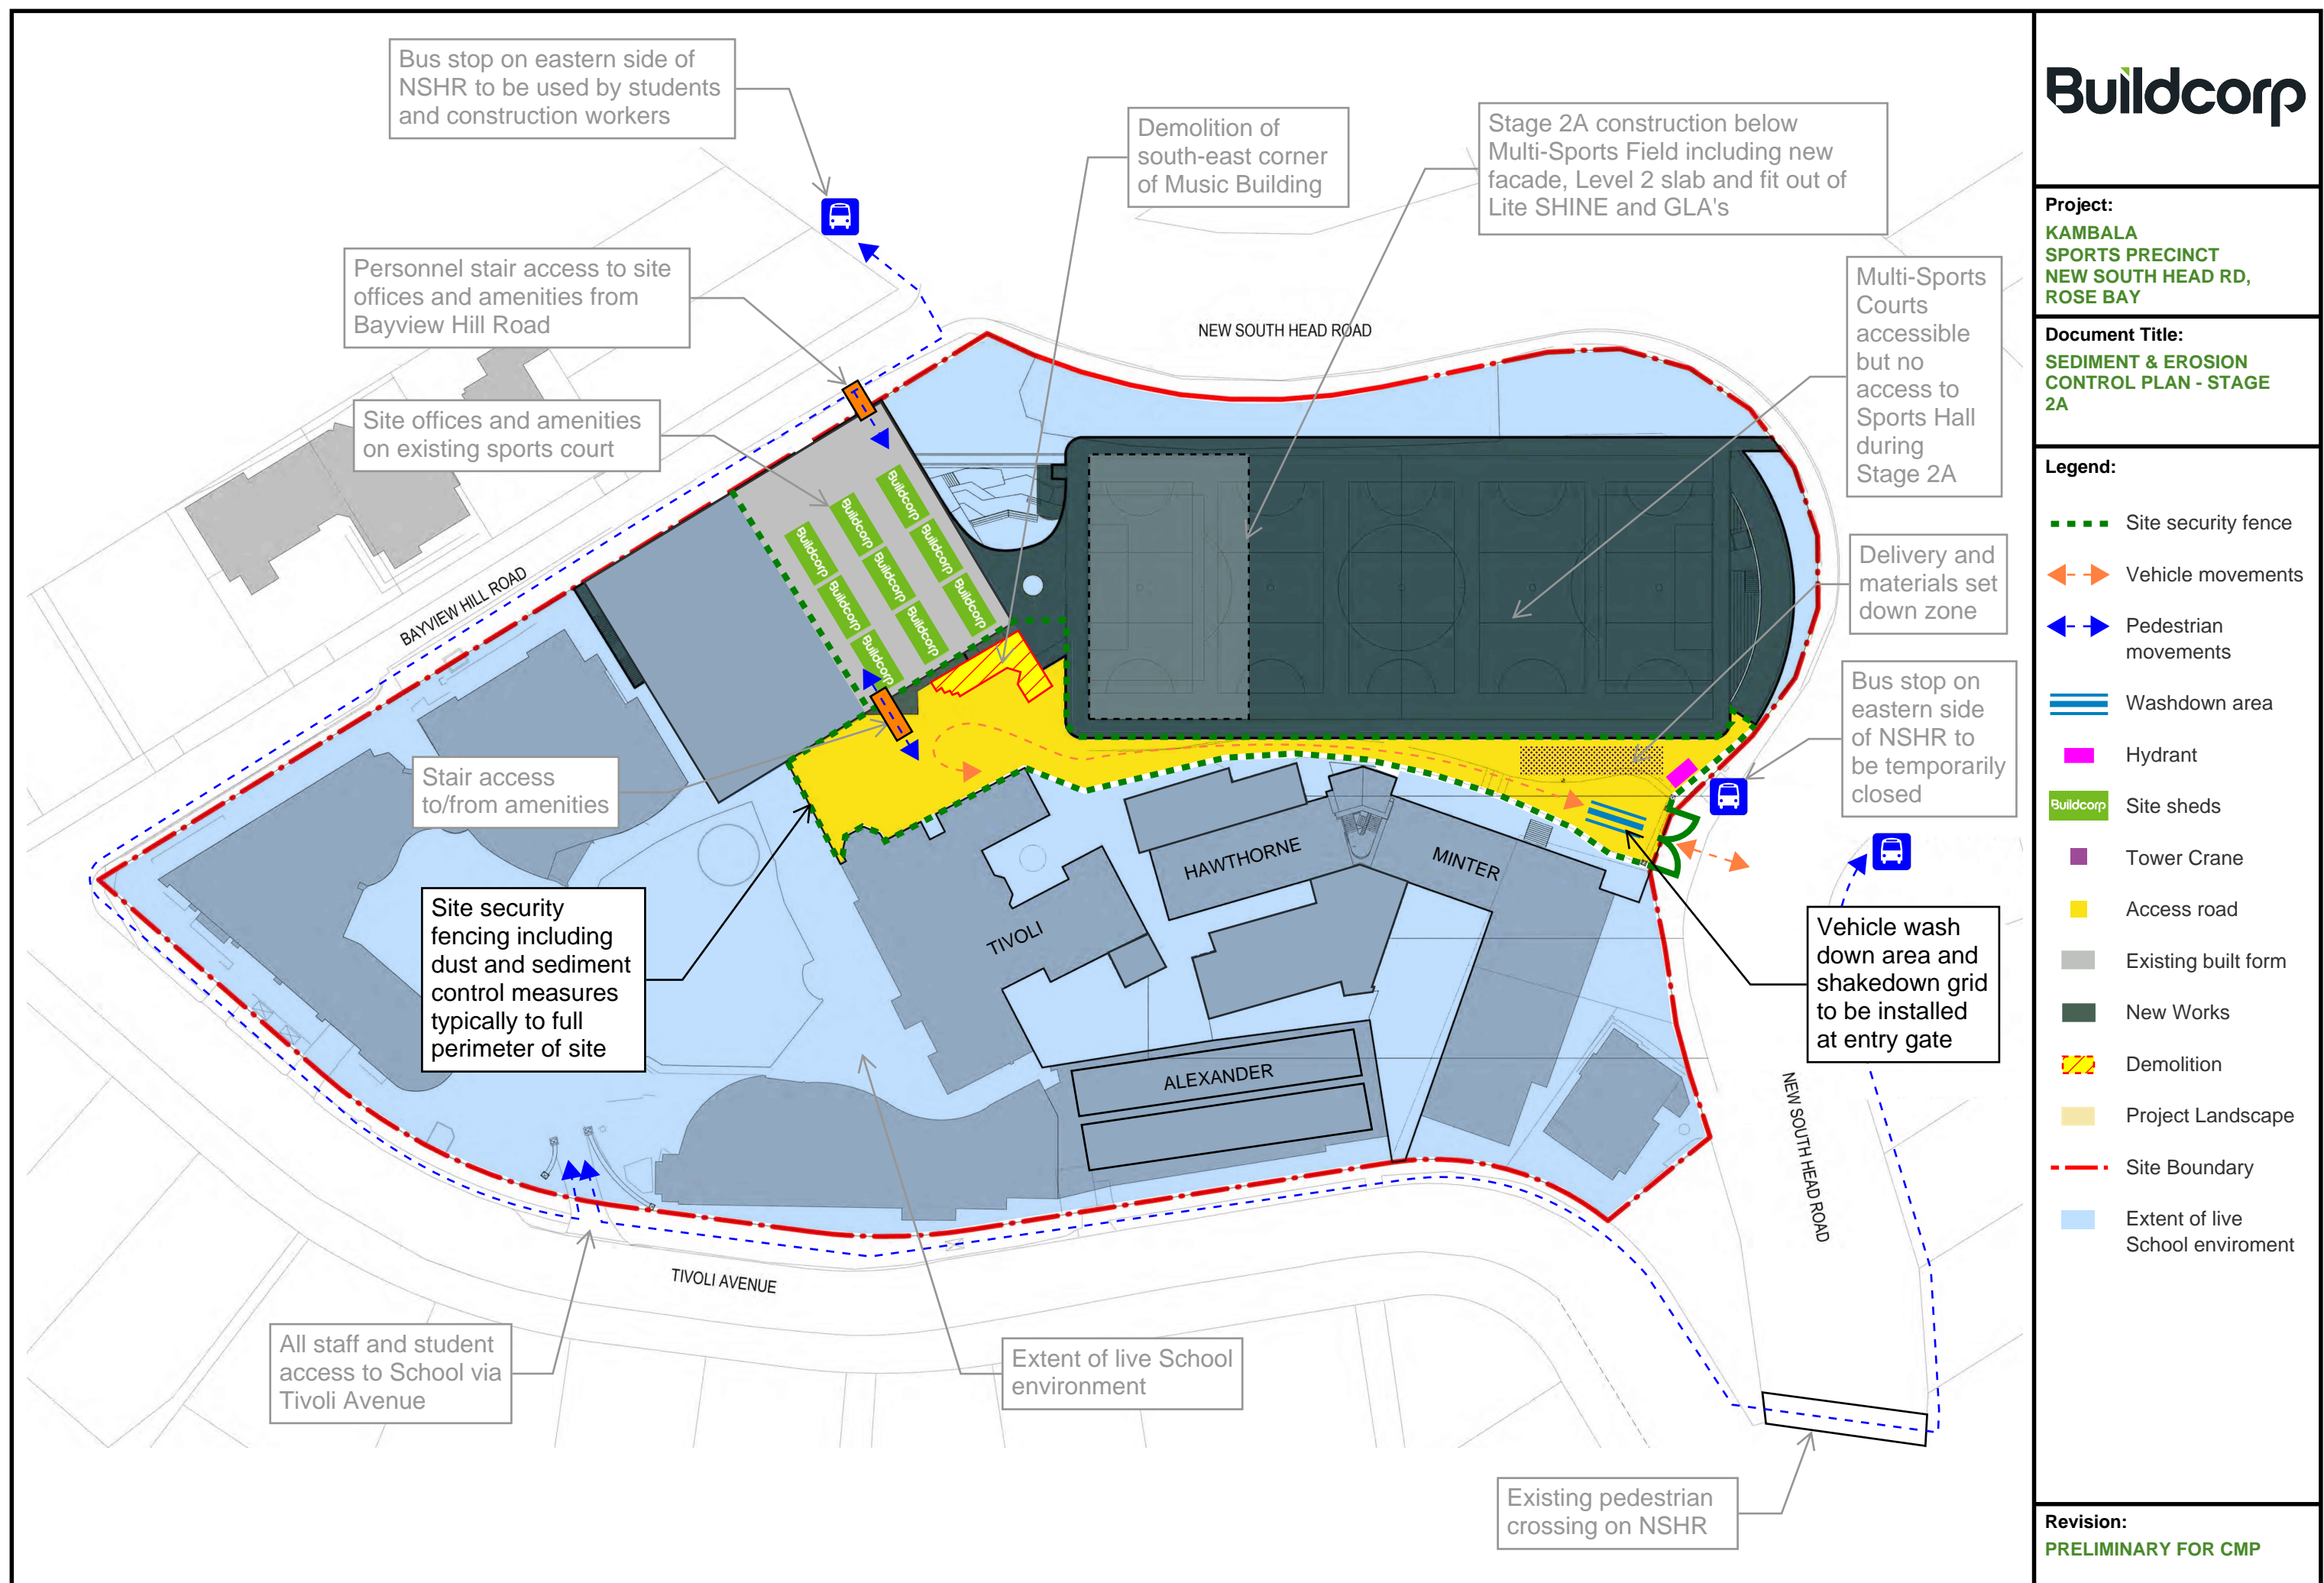 Bus stop on eastern side of
NSHR to be used by students
and construction workers
Demolition of
south-east corner
of Music Building
Stage 2A construction below
Multi-Sports Field including new
facade, Level 2 slab and fit out of
Lite SHINE and GLA's
Personnel stair access to site
offices and amenities from
Bayview Hill Road
Multi-Sports
Courts
accessible
but no
access to
Sports Hall
during
Stage 2A
NEW SOUTH HEAD ROAD
Site offices and amenities
on existing sports court
Buildcorp
Buildcorp
Buildcorp
Buildcorp
Buildcorp
Buildcorp
Buildcorp
Buildcorp
Buildcorp
Delivery and
materials set
down zone
BAYVIEW HILL ROAD
Bus stop on
eastern side
of NSHR to
be temporarily
closed
Stair access
to/from amenities
HAWTHORNE
MINTER
TIVOLI
ALEXANDER
Site security
fencing including
dust and sediment
control measures
typically to full
perimeter of site
Vehicle wash
down area and
shakedown grid
to be installed
at entry gate
NEW SOUTH HEAD ROAD
TIVOLI AVENUE
All staff and student
access to School via
Tivoli Avenue
Extent of live School
environment
Existing pedestrian
crossing on NSHR
Buildcorp
Project:
KAMBALA
SPORTS PRECINCT
NEW SOUTH HEAD RD,
ROSE BAY
Document Title:
SEDIMENT & EROSION
CONTROL PLAN - STAGE
2A
Legend:
Site security fence
Vehicle movements
Pedestrian
movements
Washdown area
Hydrant
Buildcorp
Site sheds
Tower Crane
Access road
Existing built form
New Works
Demolition
Project Landscape
Site Boundary
Extent of live
School enviroment
Revision:
PRELIMINARY FOR CMP